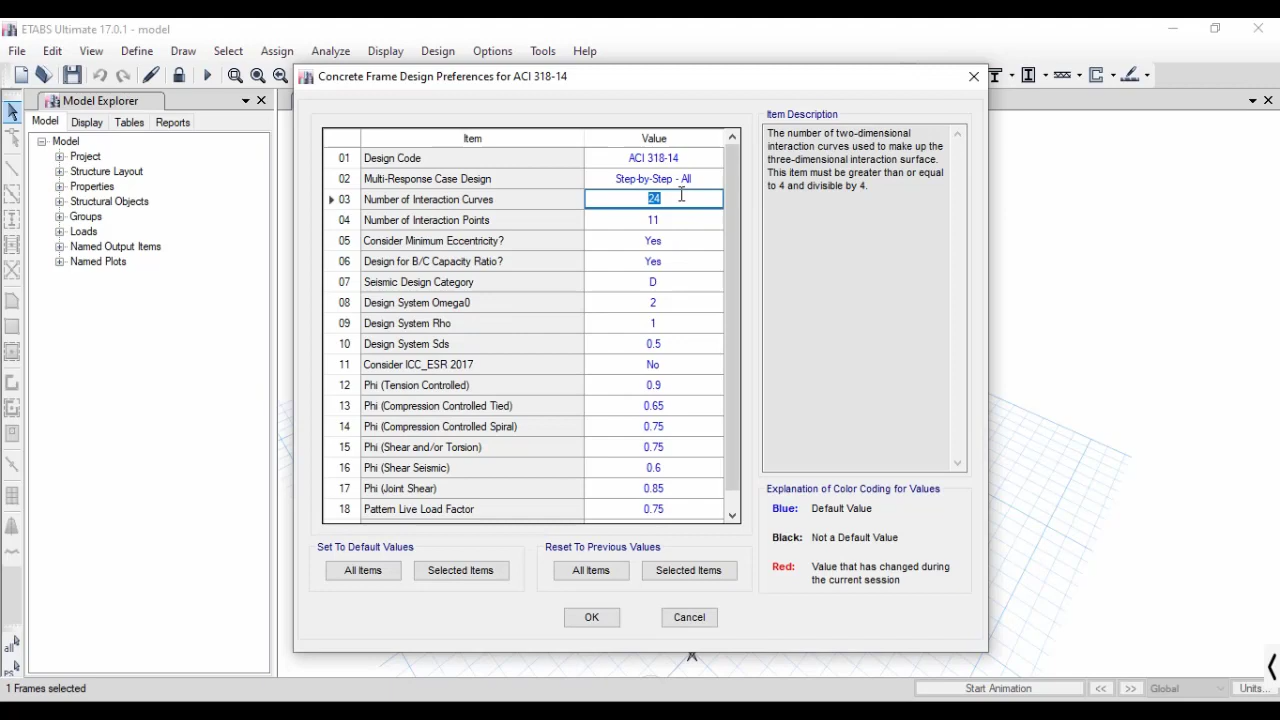 ETABS Ultimate 17.0.1 - model
File Edit View Define Draw Select Assign Analyze Display Design Options Tools Help
Model Explorer
Model Display Tables Reports
Model
Project
Structure Layout
Properties
Structural Objects
Groups
Loads
Named Output Items
Named Plots
all
ps
Concrete Frame Design Preferences for ACI 318-14
Item Value
01 Design Code ACI 318-14
02 Multi-Response Case Design Step-by-Step - All
03 Number of Interaction Curves 24
04 Number of Interaction Points 11
05 Consider Minimum Eccentricity? Yes
06 Design for B/C Capacity Ratio? Yes
07 Seismic Design Category D
08 Design System Omega0 2
09 Design System Rho 1
10 Design System Sds 0.5
11 Consider ICC_ESR 2017 No
12 Phi (Tension Controlled) 0.9
13 Phi (Compression Controlled Tied) 0.65
14 Phi (Compression Controlled Spiral) 0.75
15 Phi (Shear and/or Torsion) 0.75
16 Phi (Shear Seismic) 0.6
17 Phi (Joint Shear) 0.85
18 Pattern Live Load Factor 0.75
Set To Default Values
All Items Selected Items
Reset To Previous Values
All Items Selected Items
OK Cancel
Item Description
The number of two-dimensional
interaction curves used to make up the
three-dimensional interaction surface.
This item must be greater than or equal
to 4 and divisible by 4.
Explanation of Color Coding for Values
Blue: Default Value
Black: Not a Default Value
Red: Value that has changed during
the current session
X
1 Frames selected
Start Animation << >> Global Units...